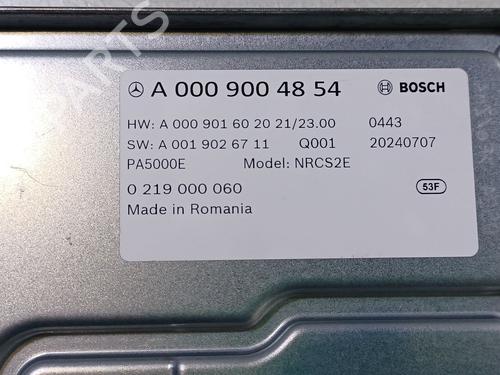 PARTS
A 000 900 48 54 BOSCH
HW: A 000 901 60 20 21/23.00 0443
SW: A 001 902 67 11 Q001 20240707
PA5000E Model: NRCS2E
0 219 000 060 53F
Made in Romania